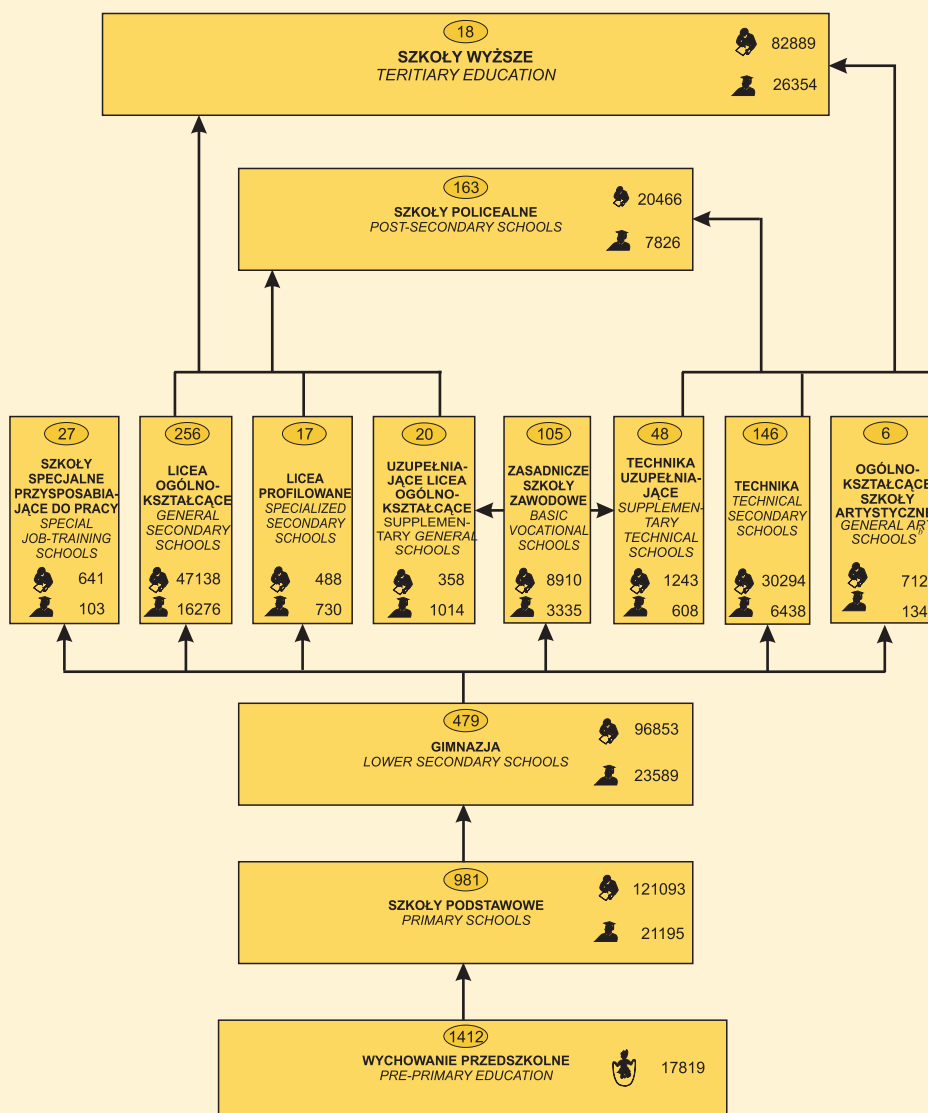 18
SZKOŁY WYŻSZE
TERITIARY EDUCATION
82889
26354
163
SZKOŁY POLICEALNE
POST-SECONDARY SCHOOLS
20466
7826
27
SZKOŁY
SPECJALNE
PRZYSPOSABIA-
JĄCE DO PRACY
SPECIAL
JOB-TRAINING
SCHOOLS
641
103
256
LICEA
OGÓLNO-
KSZTAŁCĄCE
GENERAL
SECONDARY
SCHOOLS
47138
16276
17
LICEA
PROFILOWANE
SPECIALIZED
SECONDARY
SCHOOLS
488
730
20
UZUPEŁNIA-
JĄCE LICEA
OGÓLNO-
KSZTAŁCĄCE
SUPPLEMEN-
TARY GENERAL
SCHOOLS
358
1014
105
ZASADNICZE
SZKOŁY
ZAWODOWE
BASIC
VOCATIONAL
SCHOOLS
8910
3335
48
TECHNIKA
UZUPEŁNIA-
JĄCE
SUPPLEMEN-
TARY
TECHNICAL
SCHOOLS
1243
608
146
TECHNIKA
TECHNICAL
SECONDARY
SCHOOLS
30294
6438
6
OGÓLNO-
KSZTAŁCĄCE
SZKOŁY
ARTYSTYCZNE
GENERAL ART
SCHOOLS
712
134
479
GIMNAZJA
LOWER SECONDARY SCHOOLS
96853
23589
981
SZKOŁY PODSTAWOWE
PRIMARY SCHOOLS
121093
21195
1412
WYCHOWANIE PRZEDSZKOLNE
PRE-PRIMARY EDUCATION
17819